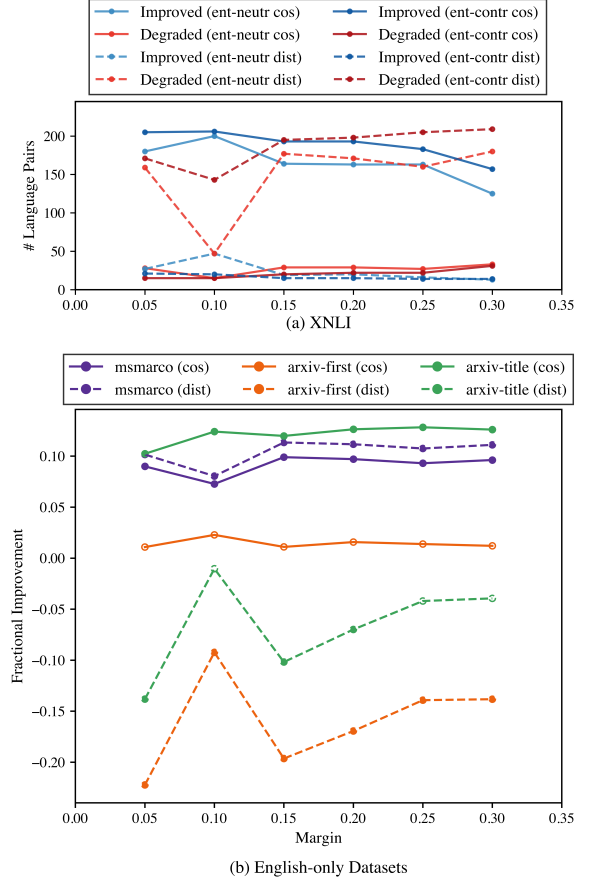 Improved (ent-neutr cos) Improved (ent-contr cos)
Degraded (ent-neutr cos) Degraded (ent-contr cos)
Improved (ent-neutr dist) Improved (ent-contr dist)
Degraded (ent-neutr dist) Degraded (ent-contr dist)
# Language Pairs
200
150
100
50
0
0.00 0.05 0.10 0.15 0.20 0.25 0.30 0.35
(a) XNLI
msmarco (cos) arxiv-first (cos) arxiv-title (cos)
msmarco (dist) arxiv-first (dist) arxiv-title (dist)
Fractional Improvement
0.10
0.05
0.00
−0.05
−0.10
−0.15
−0.20
0.00 0.05 0.10 0.15 0.20 0.25 0.30 0.35
Margin
(b) English-only Datasets